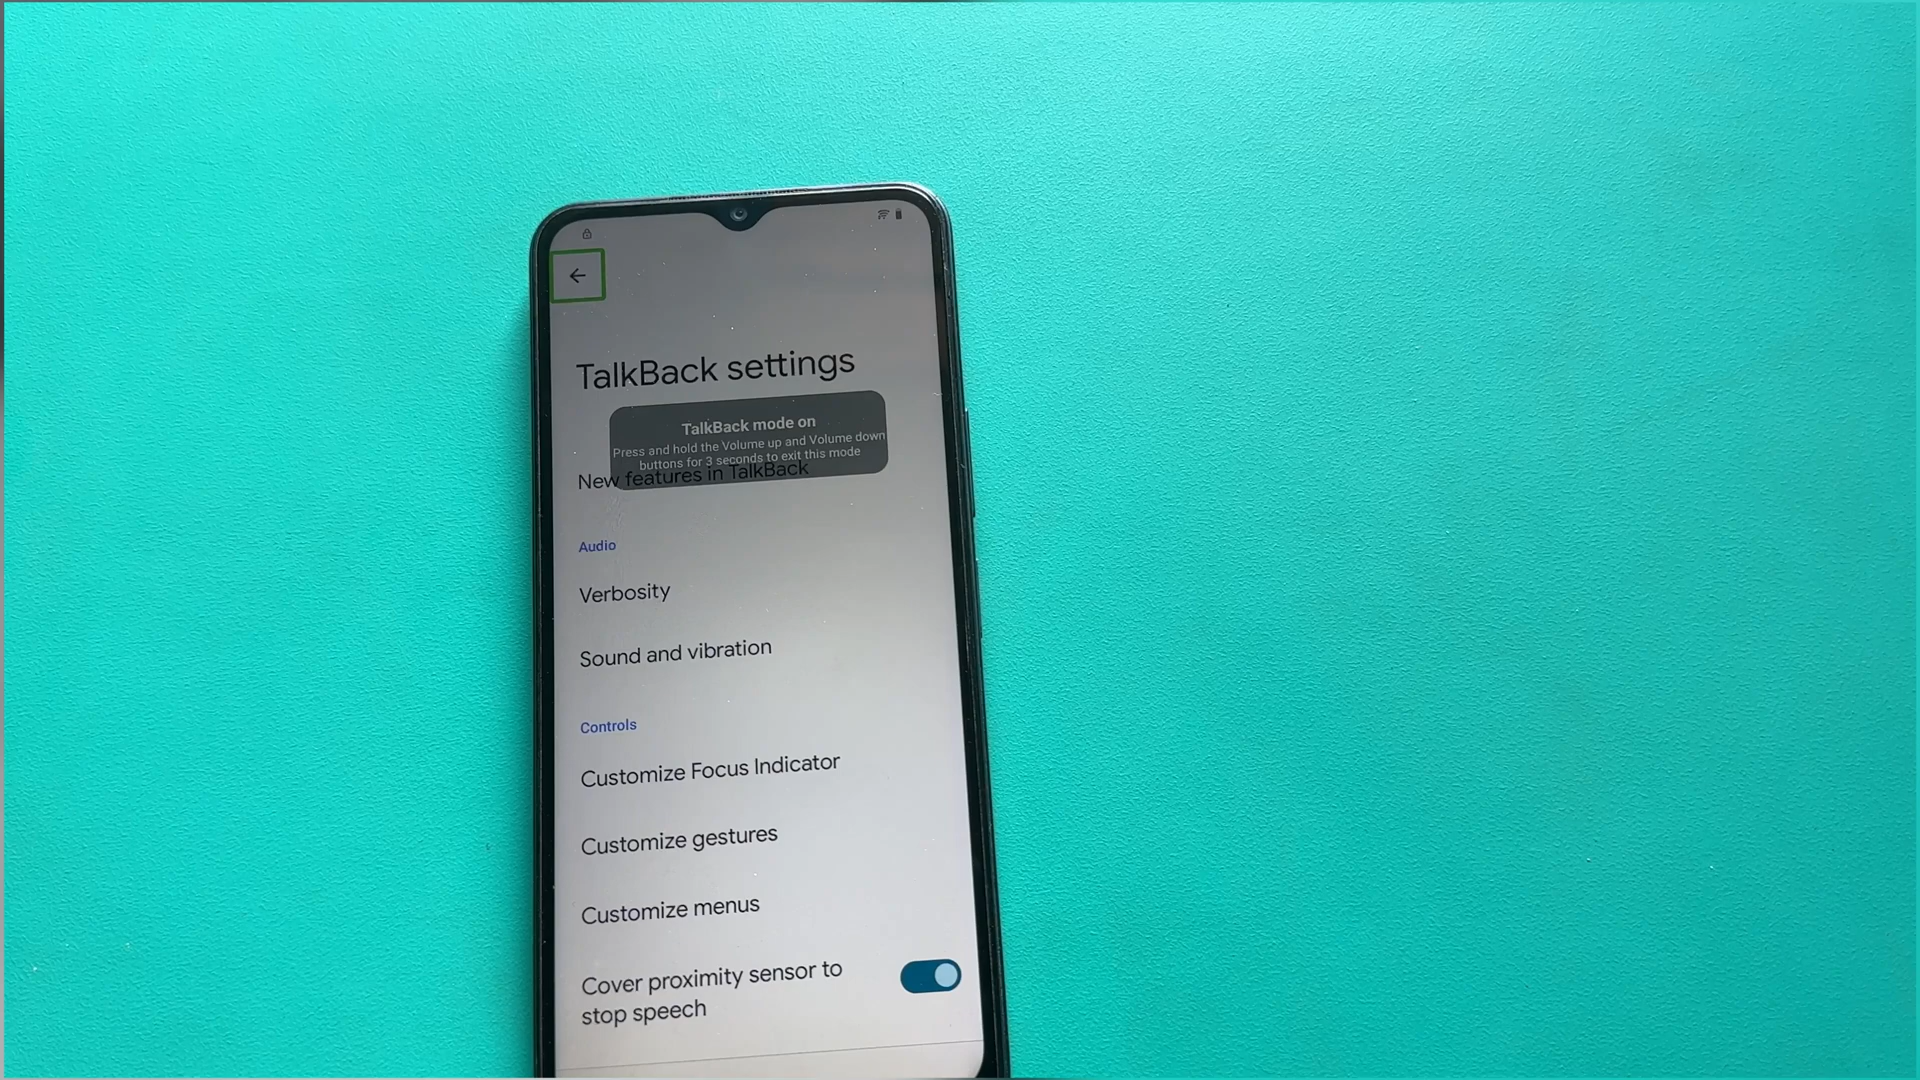 TalkBack settings
TalkBack mode on
Press and hold the Volume up and Volume down
buttons for 3 seconds to exit this mode
New features in TalkBack
Audio
Verbosity
Sound and vibration
Controls
Customize Focus Indicator
Customize gestures
Customize menus
Cover proximity sensor to
stop speech